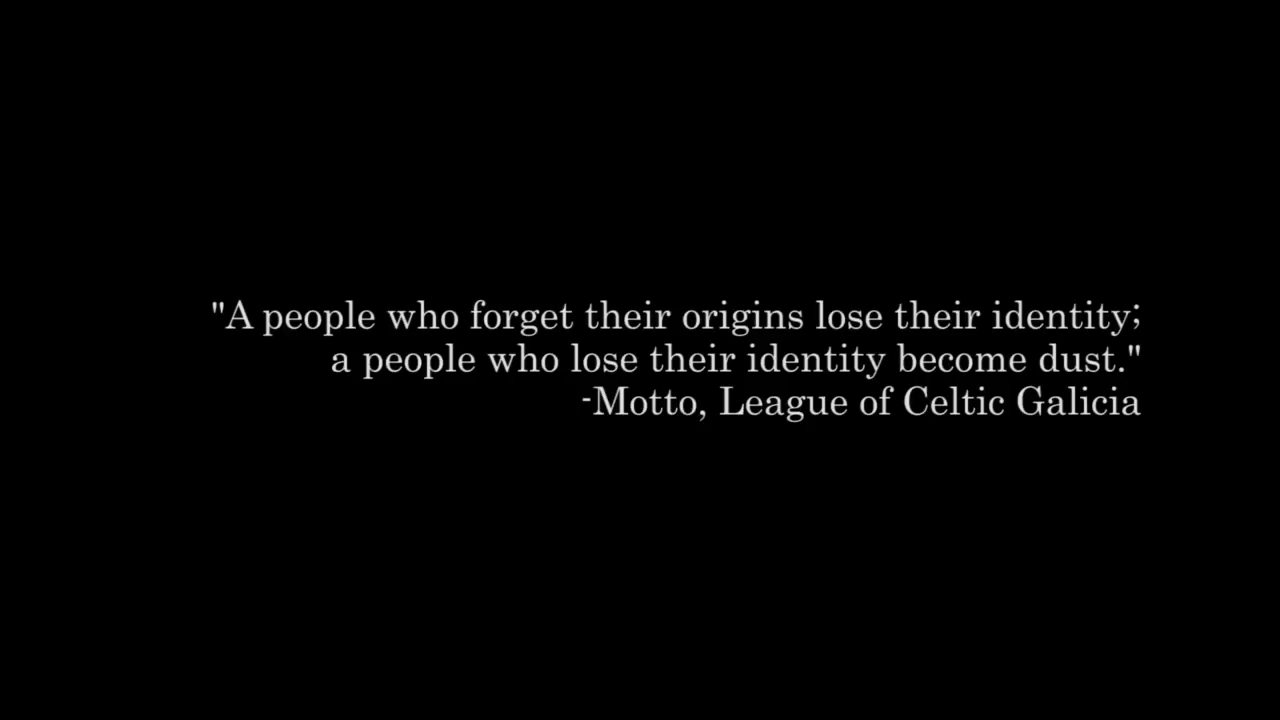 "A people who forget their origins lose their identity;
a people who lose their identity become dust."
-Motto, League of Celtic Galicia